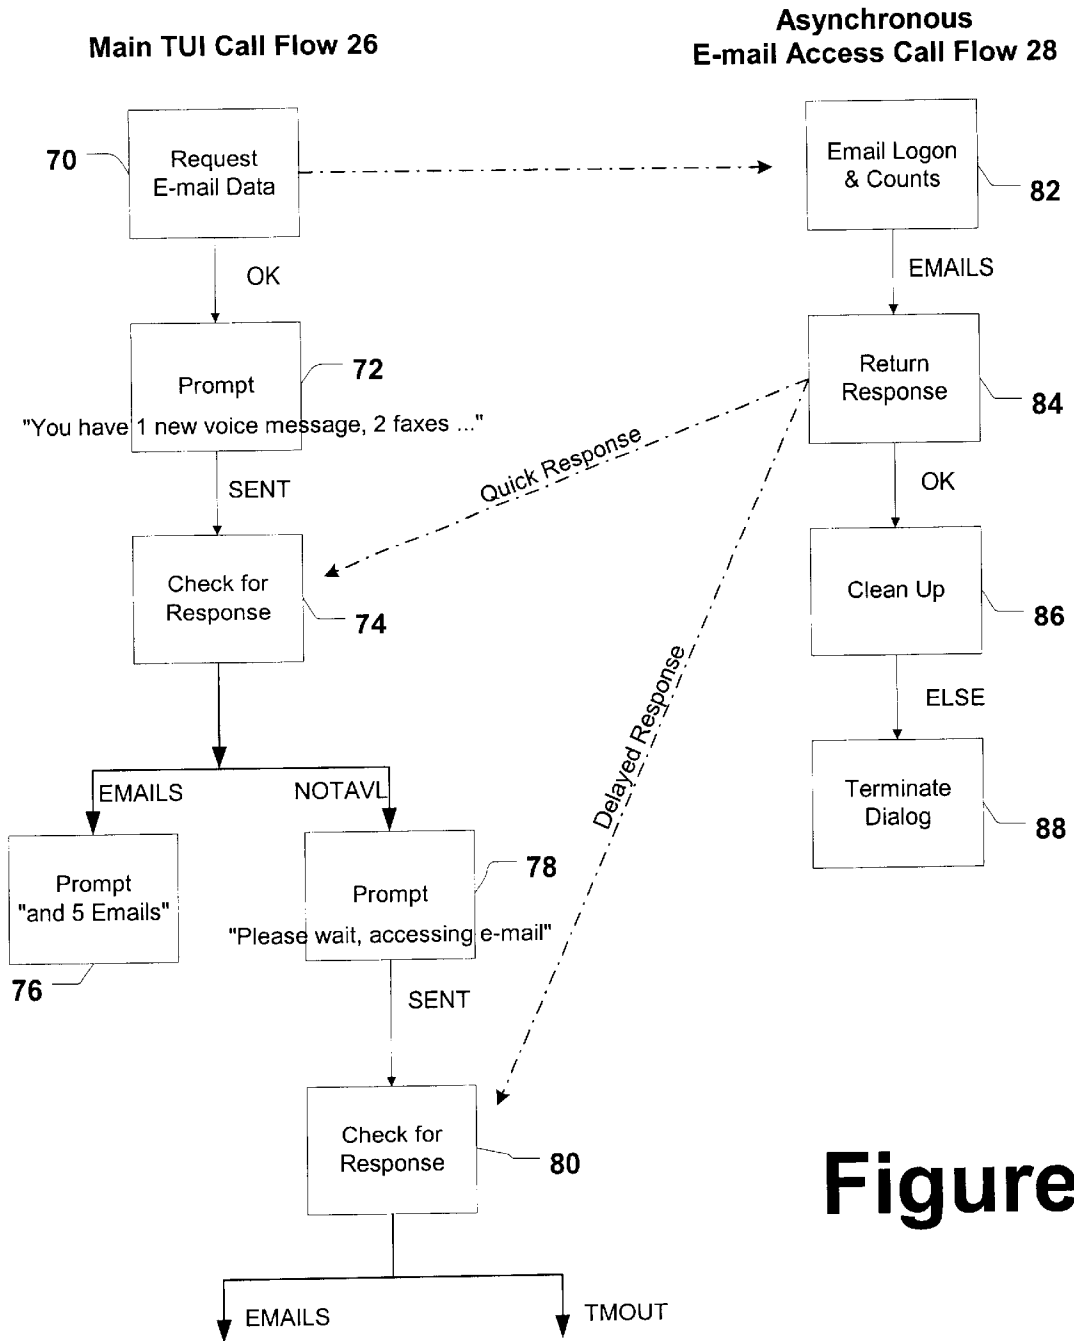 Main TUI Call Flow 26
Asynchronous
E-mail Access Call Flow 28
70
Request
E-mail Data
Email Logon
& Counts
82
OK
EMAILS
72
Prompt
"You have 1 new voice message, 2 faxes ..."
Return
Response
84
SENT
Quick Response
OK
Check for
Response
74
Clean Up
86
Delayed Response
ELSE
EMAILS
NOTAVL
Terminate
Dialog
88
Prompt
"and 5 Emails"
76
78
Prompt
"Please wait, accessing e-mail"
SENT
Check for
Response
80
Figure
EMAILS
TMOUT